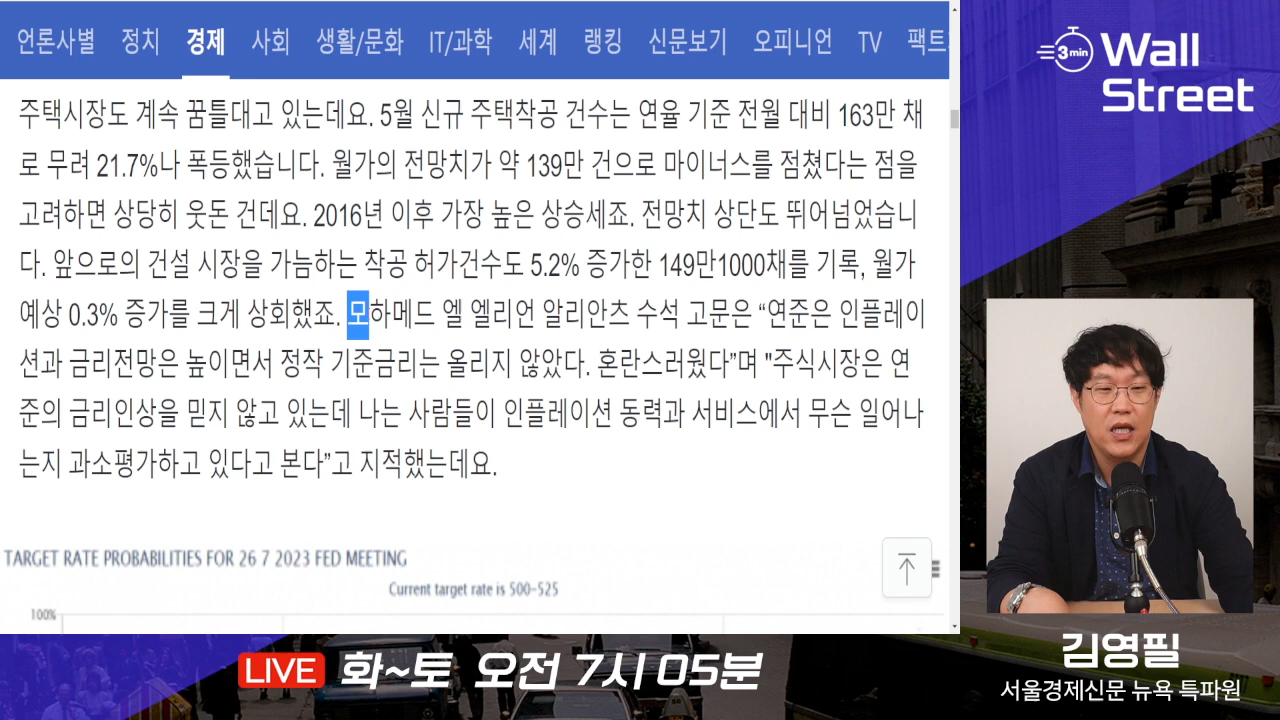 언론사별 정치 경제 사회 생활/문화 IT/과학 세계 랭킹 신문보기 오피니언 TV 팩트
3min Wall
Street
주택시장도 계속 꿈틀대고 있는데요. 5월 신규 주택착공 건수는 연율 기준 전월 대비 163만 채
로 무려 21.7%나 폭등했습니다. 월가의 전망치가 약 139만 건으로 마이너스를 점쳤다는 점을
고려하면 상당히 웃돈 건데요. 2016년 이후 가장 높은 상승세죠. 전망치 상단도 뛰어넘었습니
다. 앞으로의 건설 시장을 가늠하는 착공 허가건수도 5.2% 증가한 149만1000채를 기록, 월가
예상 0.3% 증가를 크게 상회했죠. 모하메드 엘 엘리언 알리안츠 수석 고문은 “연준은 인플레이
션과 금리전망은 높이면서 정작 기준금리는 올리지 않았다. 혼란스러웠다”며 "주식시장은 연
준의 금리인상을 믿지 않고 있는데 나는 사람들이 인플레이션 동력과 서비스에서 무슨 일어나
는지 과소평가하고 있다고 본다”고 지적했는데요.
TARGET RATE PROBABILITIES FOR 26 7 2023 FED MEETING
Current target rate is 500-525
100%
김영필
서울경제신문 뉴욕 특파원
LIVE 화~토 오전 7시 05분